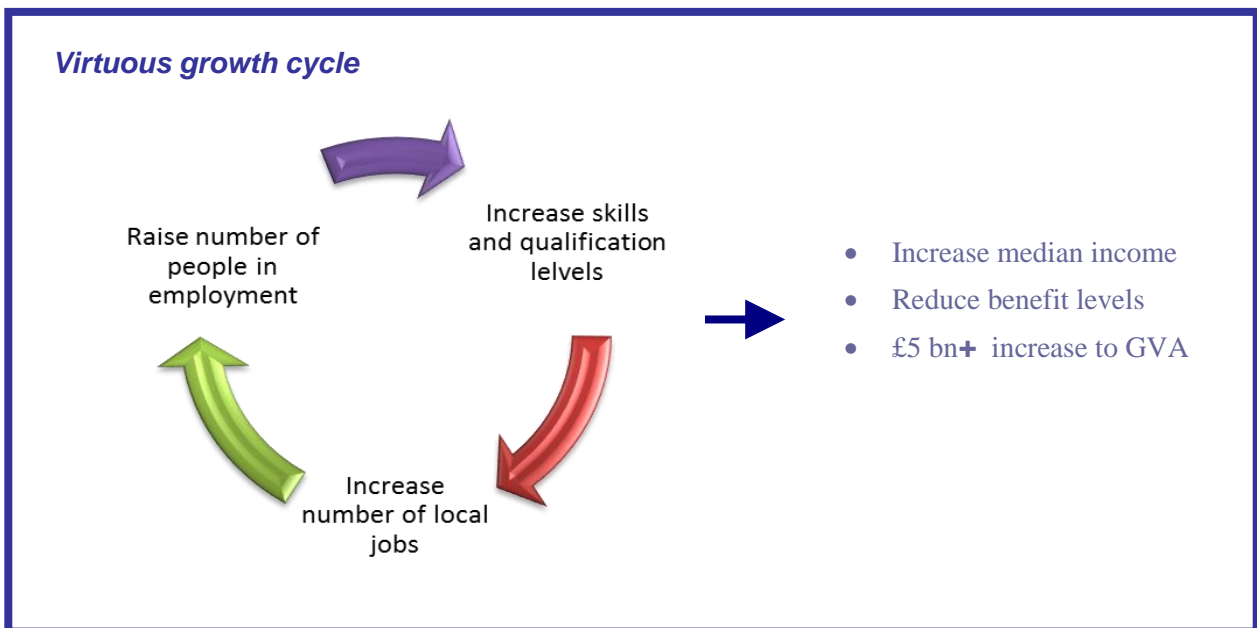 Virtuous growth cycle
Raise number of
people in
employment
Increase skills
and qualification
lelvels
Increase
number of local
jobs
• Increase median income
• Reduce benefit levels
• £5 bn+ increase to GVA